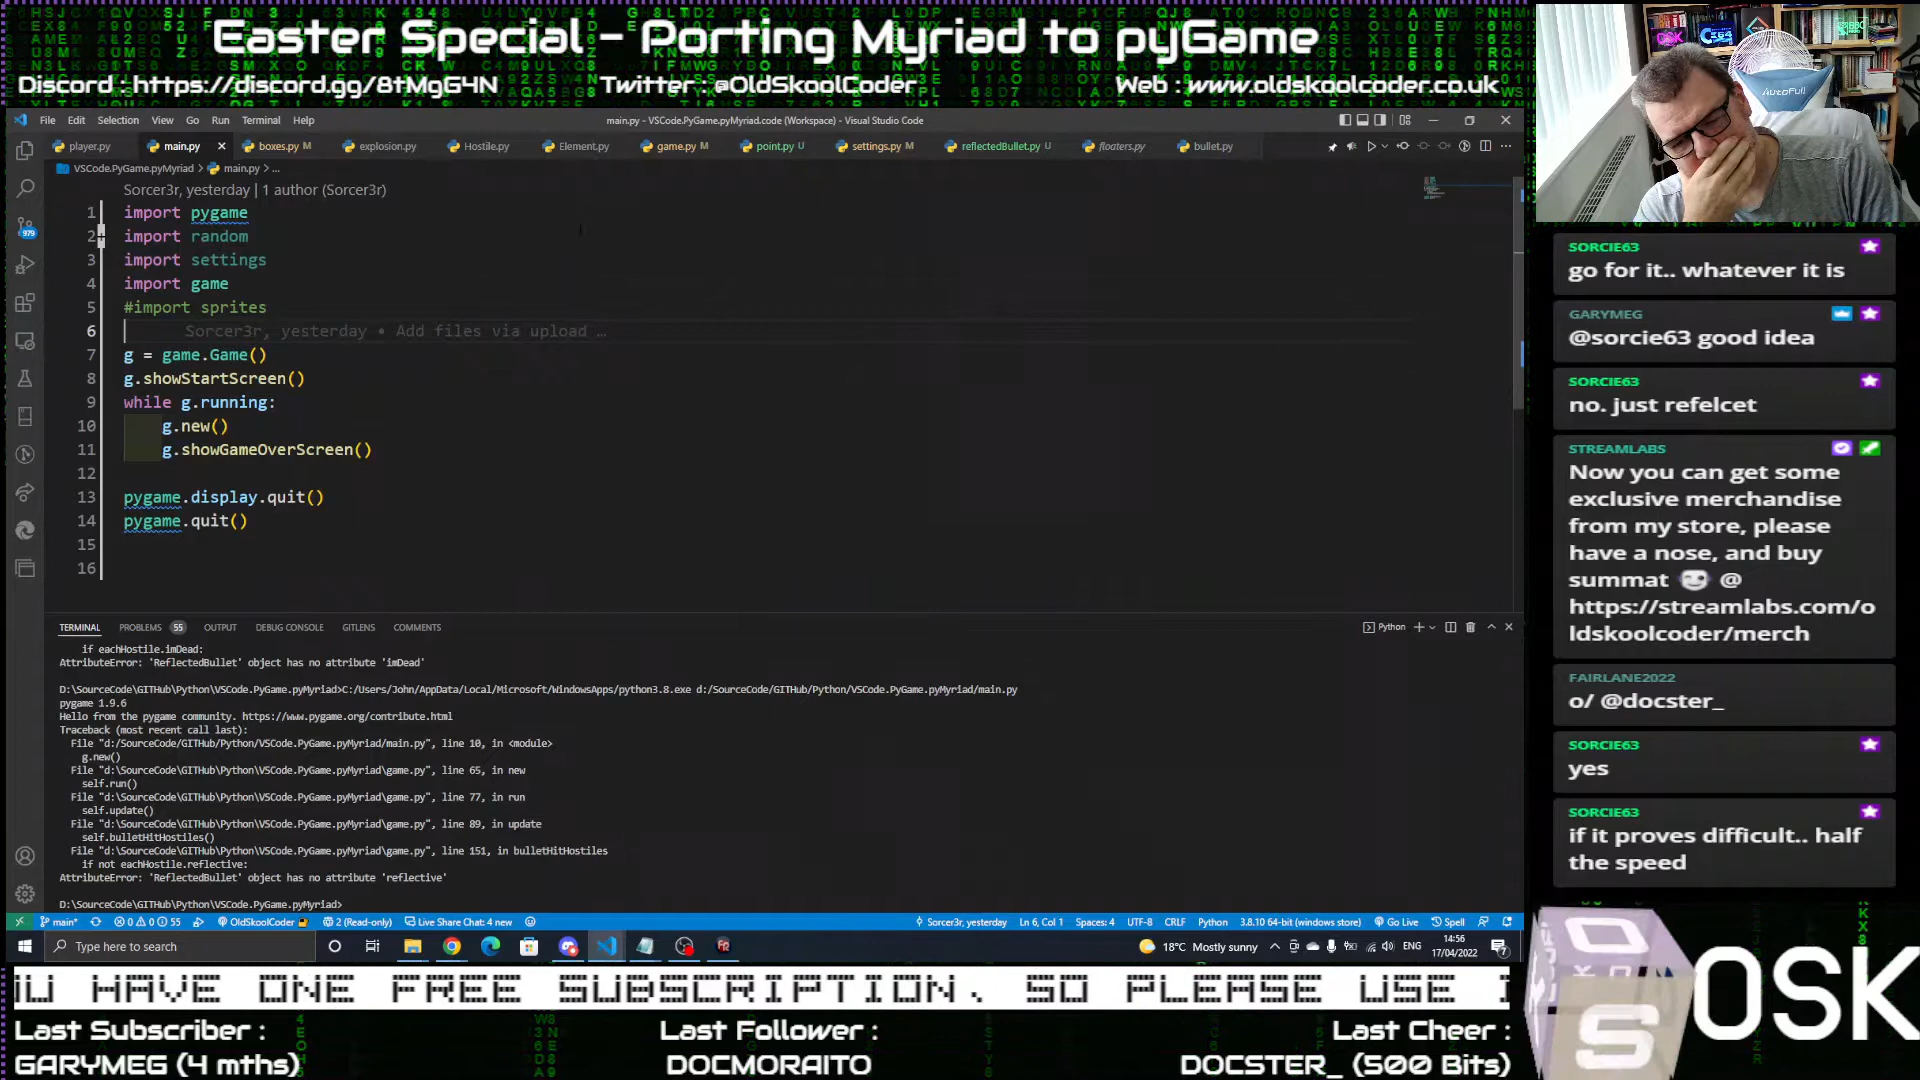 Easter Special - Porting Myriad to pyGame
Discord : https://discord.gg/8tMgG4N
Twitter : @OldSkoolCoder
Web : www.oldskoolcoder.co.uk
File Edit Selection View Go Run Terminal Help
main.py - VSCode.PyGame.pyMyriad.code (Workspace) - Visual Studio Code
player.py main.py boxes.py M explosion.py Hostile.py Element.py game.py M point.py U settings.py M reflectedBullet.py U floaters.py bullet.py
VSCode.PyGame.pyMyriad > main.py > ...
Sorcer3r, yesterday | 1 author (Sorcer3r)
1 import pygame
2 import random
3 import settings
4 import game
5 #import sprites
6 Sorcer3r, yesterday • Add files via upload …
7 g = game.Game()
8 g.showStartScreen()
9 while g.running:
10 g.new()
11 g.showGameOverScreen()
12
13 pygame.display.quit()
14 pygame.quit()
15
16
979
TERMINAL PROBLEMS 55 OUTPUT DEBUG CONSOLE GITLENS COMMENTS
Python
if eachHostile.imDead:
AttributeError: 'ReflectedBullet' object has no attribute 'imDead'
D:\SourceCode\GITHub\Python\VSCode.PyGame.pyMyriad>C:/Users/John/AppData/Local/Microsoft/WindowsApps/python3.8.exe d:/SourceCode/GITHub/Python/VSCode.PyGame.pyMyriad/main.py
pygame 1.9.6
Hello from the pygame community. https://www.pygame.org/contribute.html
Traceback (most recent call last):
File "d:/SourceCode/GITHub/Python/VSCode.PyGame.pyMyriad/main.py", line 10, in <module>
g.new()
File "d:\SourceCode\GITHub\Python\VSCode.PyGame.pyMyriad\game.py", line 65, in new
self.run()
File "d:\SourceCode\GITHub\Python\VSCode.PyGame.pyMyriad\game.py", line 77, in run
self.update()
File "d:\SourceCode\GITHub\Python\VSCode.PyGame.pyMyriad\game.py", line 89, in update
self.bulletHitHostiles()
File "d:\SourceCode\GITHub\Python\VSCode.PyGame.pyMyriad\game.py", line 151, in bulletHitHostiles
if not eachHostile.reflective:
AttributeError: 'ReflectedBullet' object has no attribute 'reflective'
D:\SourceCode\GITHub\Python\VSCode.PyGame.pyMyriad>
main* 0 0 55 OldSkoolCoder 2 (Read-only) Live Share Chat: 4 new
Sorcer3r, yesterday Ln 6, Col 1 Spaces: 4 UTF-8 CRLF Python 3.8.10 64-bit (windows store) Go Live Spell
Type here to search
18°C Mostly sunny ENG 14:56
17/04/2022
7
AutoFull
OSK
C64
SORCIE63
go for it.. whatever it is
GARYMEG
@sorcie63 good idea
SORCIE63
no. just refelcet
STREAMLABS
Now you can get some
exclusive merchandise
from my store, please
have a nose, and buy
summat @
https://streamlabs.com/o
ldskoolcoder/merch
FAIRLANE2022
o/ @docster_
SORCIE63
yes
SORCIE63
if it proves difficult.. half
the speed
HAVE ONE FREE SUBSCRIPTION. SO PLEASE USE
Last Subscriber :
GARYMEG (4 mths)
Last Follower :
DOCMORAITO
Last Cheer :
DOCSTER_ (500 Bits)
OSK